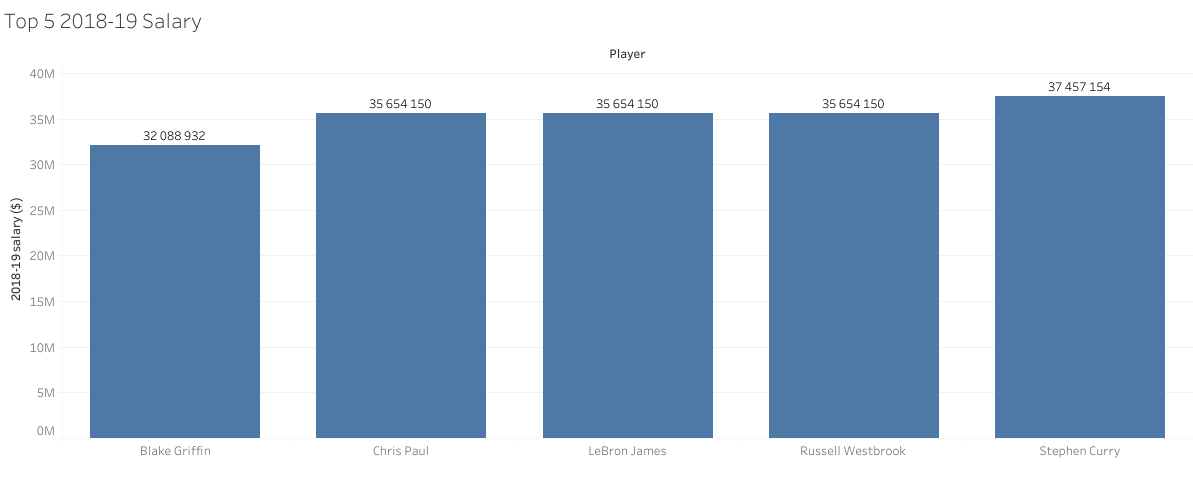 Top 5 2018-19 Salary
Player
2018-19 salary ($)
40M
35M
30M
25M
20M
15M
10M
5M
0M
32 088 932
35 654 150
35 654 150
35 654 150
37 457 154
Blake Griffin
Chris Paul
LeBron James
Russell Westbrook
Stephen Curry